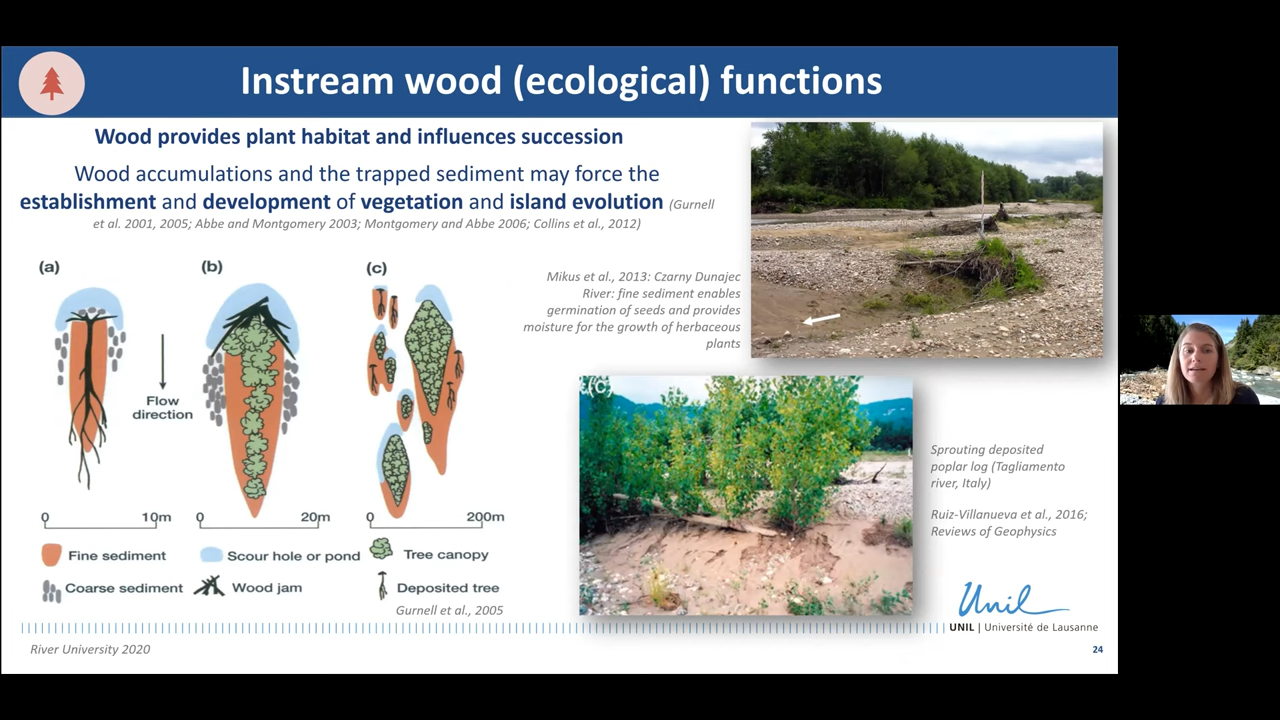 Instream wood (ecological) functions
Wood provides plant habitat and influences succession
Wood accumulations and the trapped sediment may force the
establishment and development of vegetation and island evolution (Gurnell
et al. 2001, 2005; Abbe and Montgomery 2003; Montgomery and Abbe 2006; Collins et al., 2012)
(a)
(b)
(c)
Flow
direction
0 10m
0 20m
0 200m
Fine sediment
Scour hole or pond
Tree canopy
Coarse sediment
Wood jam
Deposited tree
Gurnell et al., 2005
Mikus et al., 2013: Czarny Dunajec
River: fine sediment enables
germination of seeds and provides
moisture for the growth of herbaceous
plants
(C)
Sprouting deposited
poplar log (Tagliamento
river, Italy)
Ruiz-Villanueva et al., 2016;
Reviews of Geophysics
Unil
UNIL | Université de Lausanne
River University 2020
24